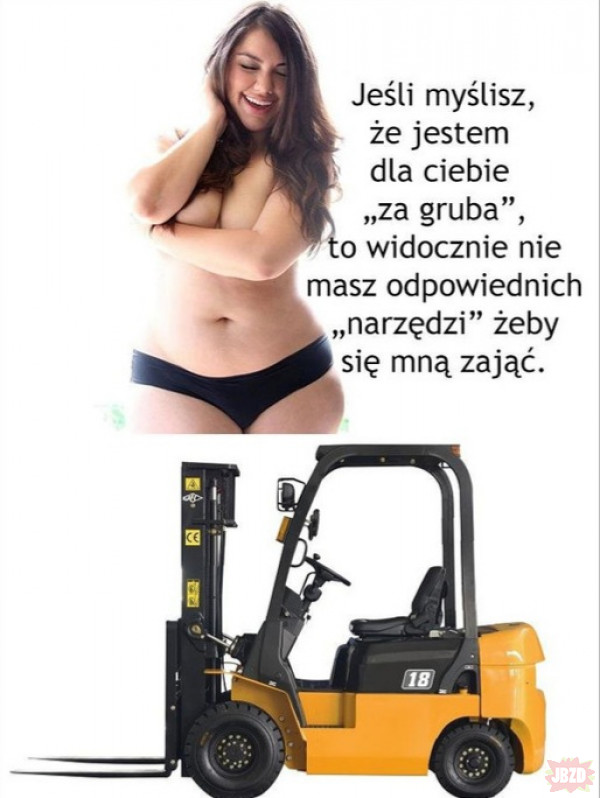 Jeśli myślisz,
że jestem
dla ciebie
„za gruba”,
to widocznie nie
masz odpowiednich
„narzędzi” żeby
się mną zająć.
CE
18
JBZD